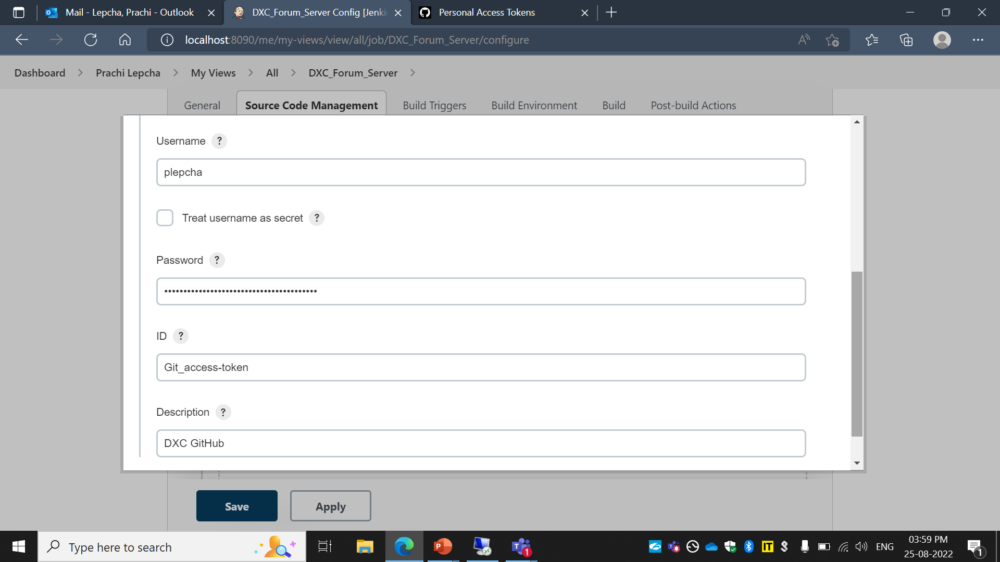 Mail - Lepcha, Prachi - Outlook
DXC_Forum_Server Config [Jenki
Personal Access Tokens
localhost:8090/me/my-views/view/all/job/DXC_Forum_Server/configure
Dashboard > Prachi Lepcha > My Views > All > DXC_Forum_Server >
General Source Code Management Build Triggers Build Environment Build Post-build Actions
Username ?
plepcha
Treat username as secret ?
Password ?
••••••••••••••••••••••••••••••••••••••••
ID ?
Git_access-token
Description ?
DXC GitHub
Save Apply
Type here to search
ENG
03:59 PM
25-08-2022
1
1
IT